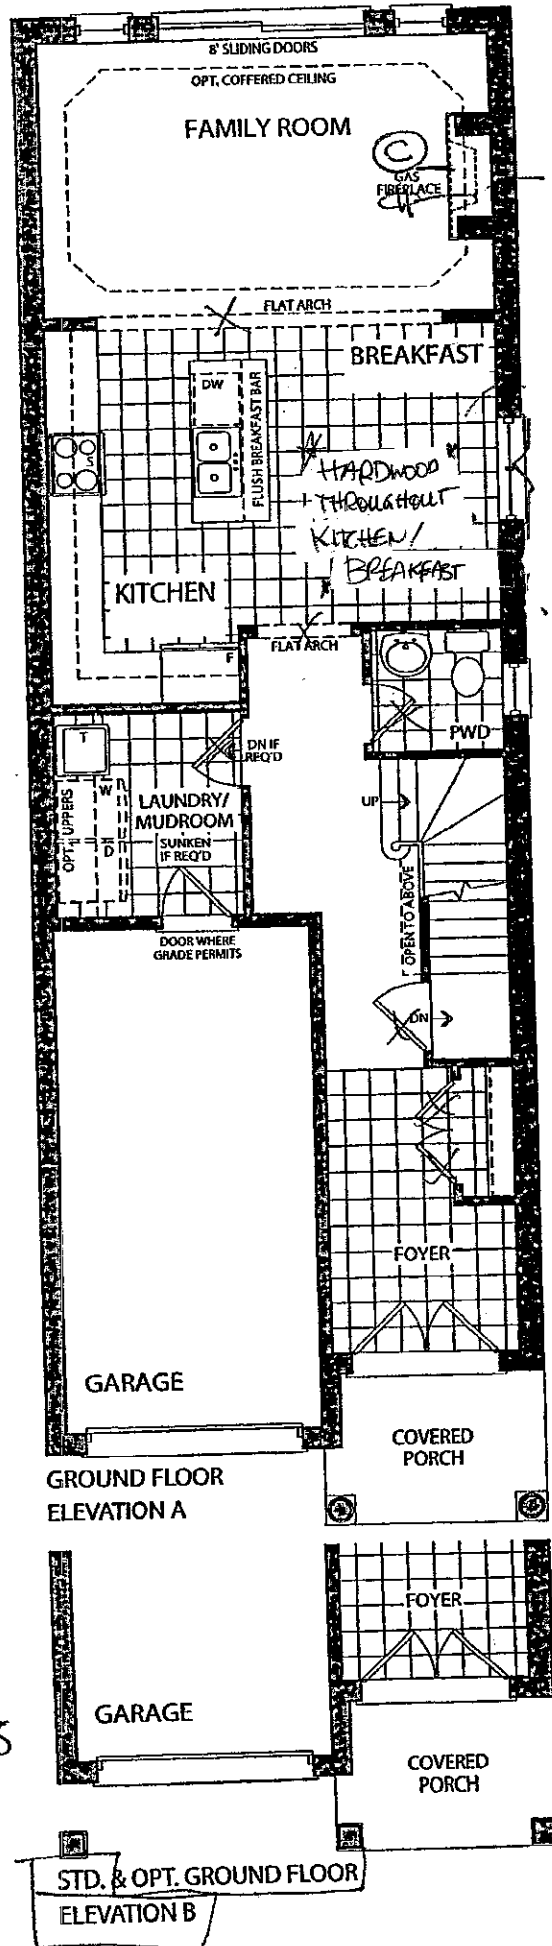 8' SLIDING DOORS
OPT. COFFERED CEILING
FAMILY ROOM
C
GAS
FIREPLACE
FLAT ARCH
BREAKFAST
DW
FLUSH BREAKFAST BAR
HARDWOOD
THROUGHOUT
KITCHEN/
BREAKFAST
KITCHEN
F
FLAT ARCH
PWD
T
DN IF
REQ'D
W
LAUNDRY/
MUDROOM
OPT. UPPERS
D
SUNKEN
IF REQ'D
UP
OPEN TO ABOVE
DOOR WHERE
GRADE PERMITS
DN
FOYER
GARAGE
COVERED
PORCH
GROUND FLOOR
ELEVATION A
FOYER
GARAGE
COVERED
PORCH
STD. & OPT. GROUND FLOOR
ELEVATION B